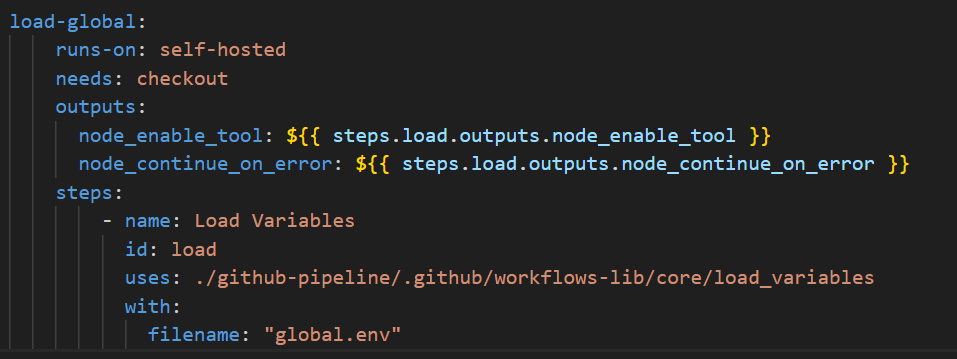 load-global:
runs-on: self-hosted
needs: checkout
outputs:
node_enable_tool: ${{ steps.load.outputs.node_enable_tool }}
node_continue_on_error: ${{ steps.load.outputs.node_continue_on_error }}
steps:
- name: Load Variables
id: load
uses: ./github-pipeline/.github/workflows-lib/core/load_variables
with:
filename: "global.env"